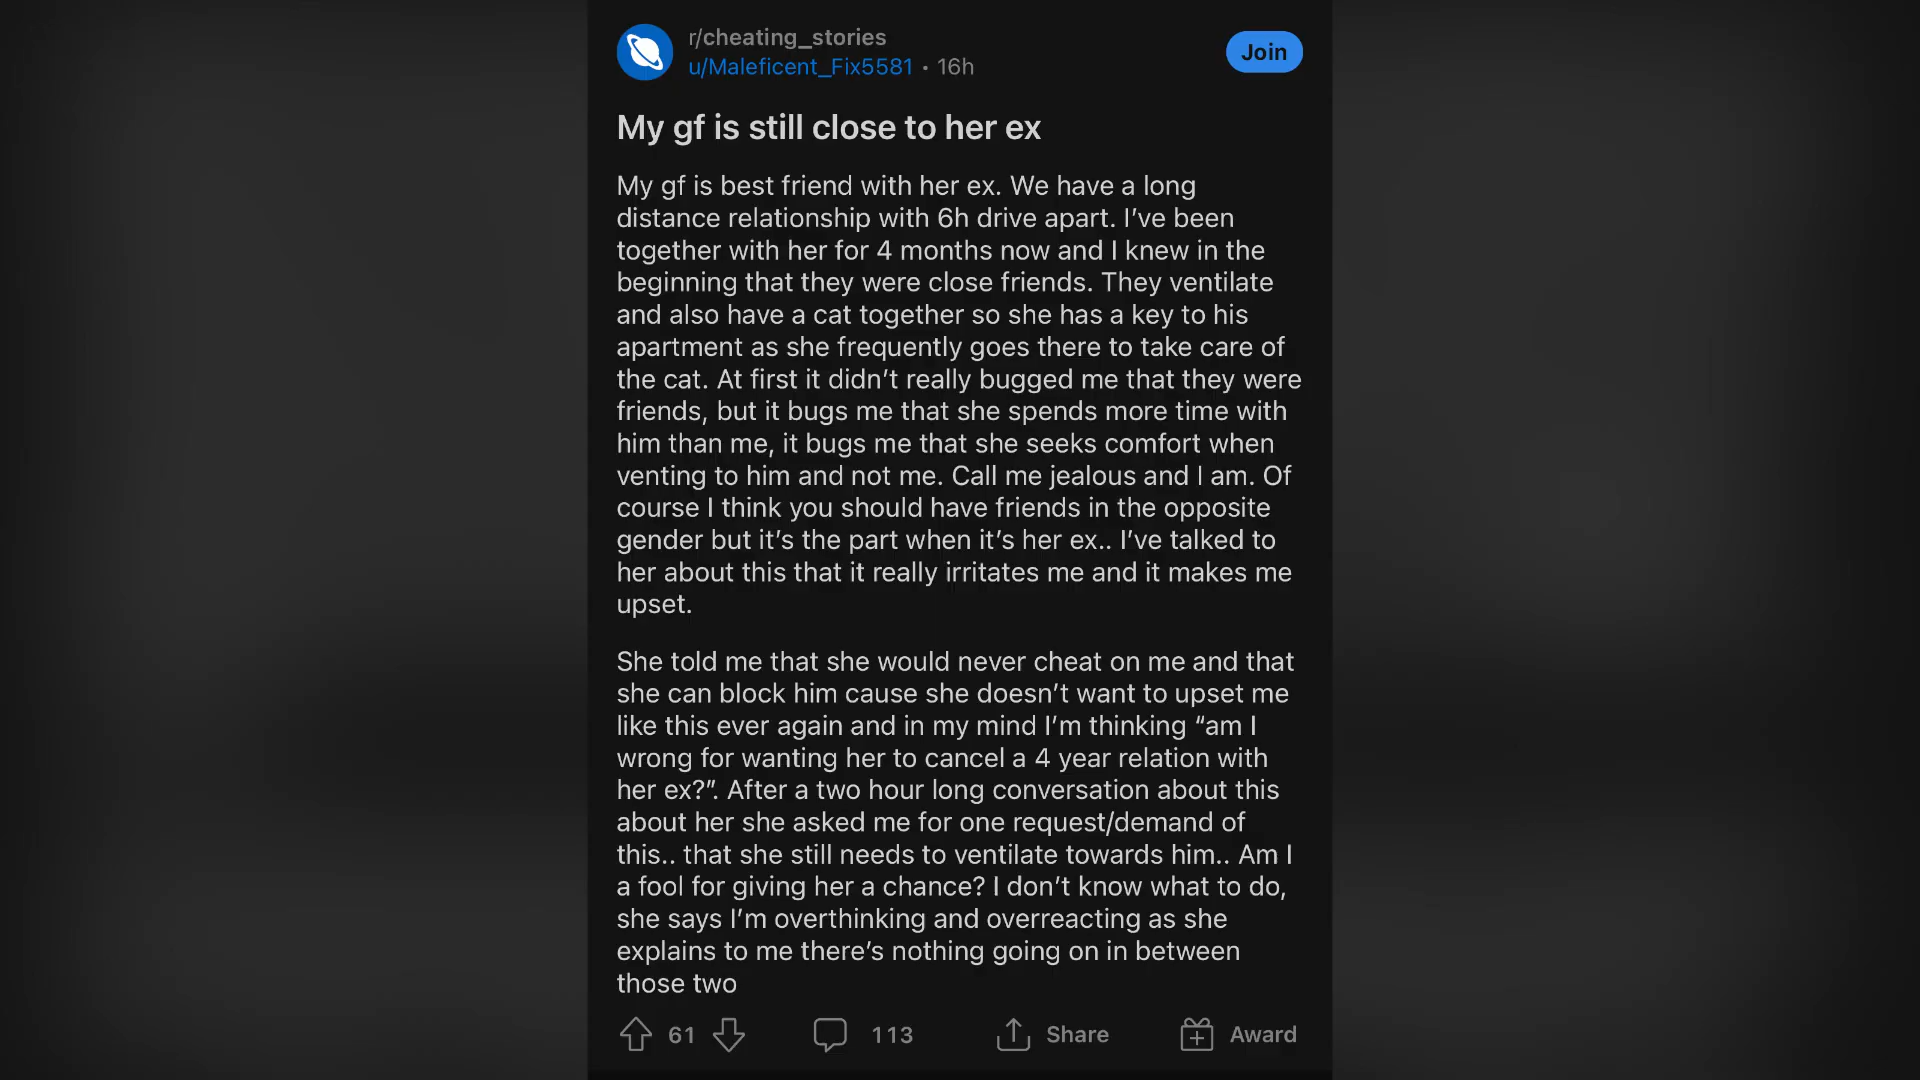 r/cheating_stories
u/Maleficent_Fix5581 • 16h
Join
My gf is still close to her ex
My gf is best friend with her ex. We have a long
distance relationship with 6h drive apart. I’ve been
together with her for 4 months now and I knew in the
beginning that they were close friends. They ventilate
and also have a cat together so she has a key to his
apartment as she frequently goes there to take care of
the cat. At first it didn’t really bugged me that they were
friends, but it bugs me that she spends more time with
him than me, it bugs me that she seeks comfort when
venting to him and not me. Call me jealous and I am. Of
course I think you should have friends in the opposite
gender but it’s the part when it’s her ex.. I’ve talked to
her about this that it really irritates me and it makes me
upset.
She told me that she would never cheat on me and that
she can block him cause she doesn’t want to upset me
like this ever again and in my mind I’m thinking “am I
wrong for wanting her to cancel a 4 year relation with
her ex?”. After a two hour long conversation about this
about her she asked me for one request/demand of
this.. that she still needs to ventilate towards him.. Am I
a fool for giving her a chance? I don’t know what to do,
she says I’m overthinking and overreacting as she
explains to me there’s nothing going on in between
those two
61
113
Share
Award